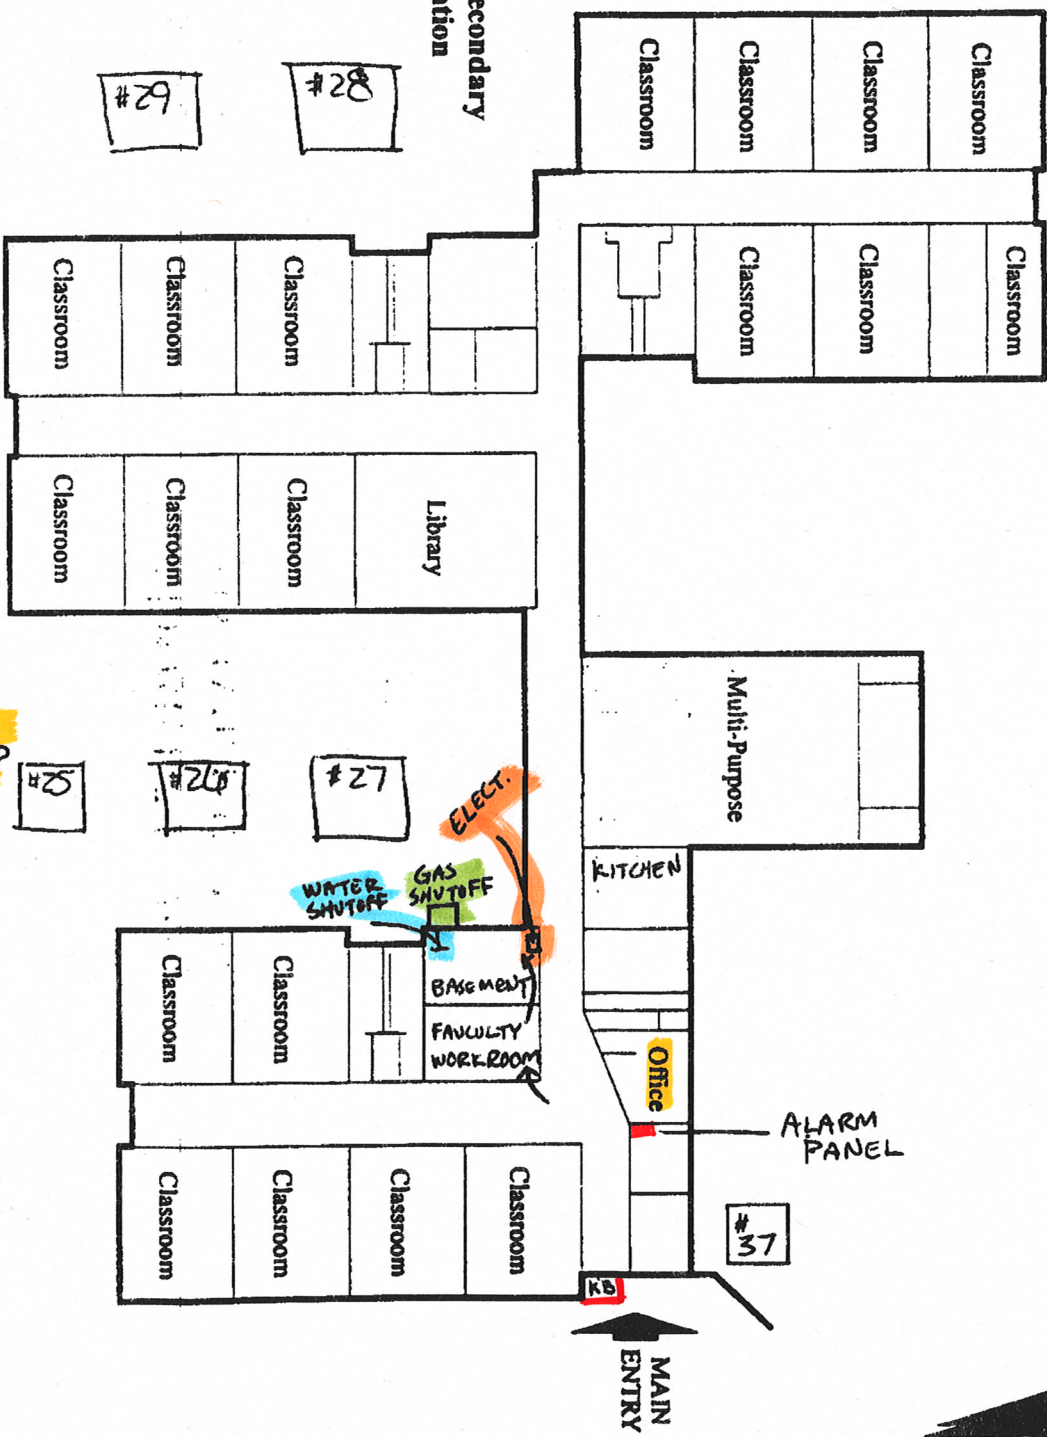 econdary
ation
#29
#28
Classroom
Classroom
Classroom
Classroom
Classroom
Classroom
Classroom
Classroom
Classroom
Classroom
Classroom
Classroom
Classroom
Library
Multi-Purpose
#25
#26
#27
ELECT.
WATER
SHUTOFF
GAS
SHUTOFF
KITCHEN
Classroom
Classroom
BASEMENT
FAUCULTY
WORKROOM
Office
ALARM
PANEL
Classroom
Classroom
Classroom
Classroom
#
37
KB
MAIN
ENTRY